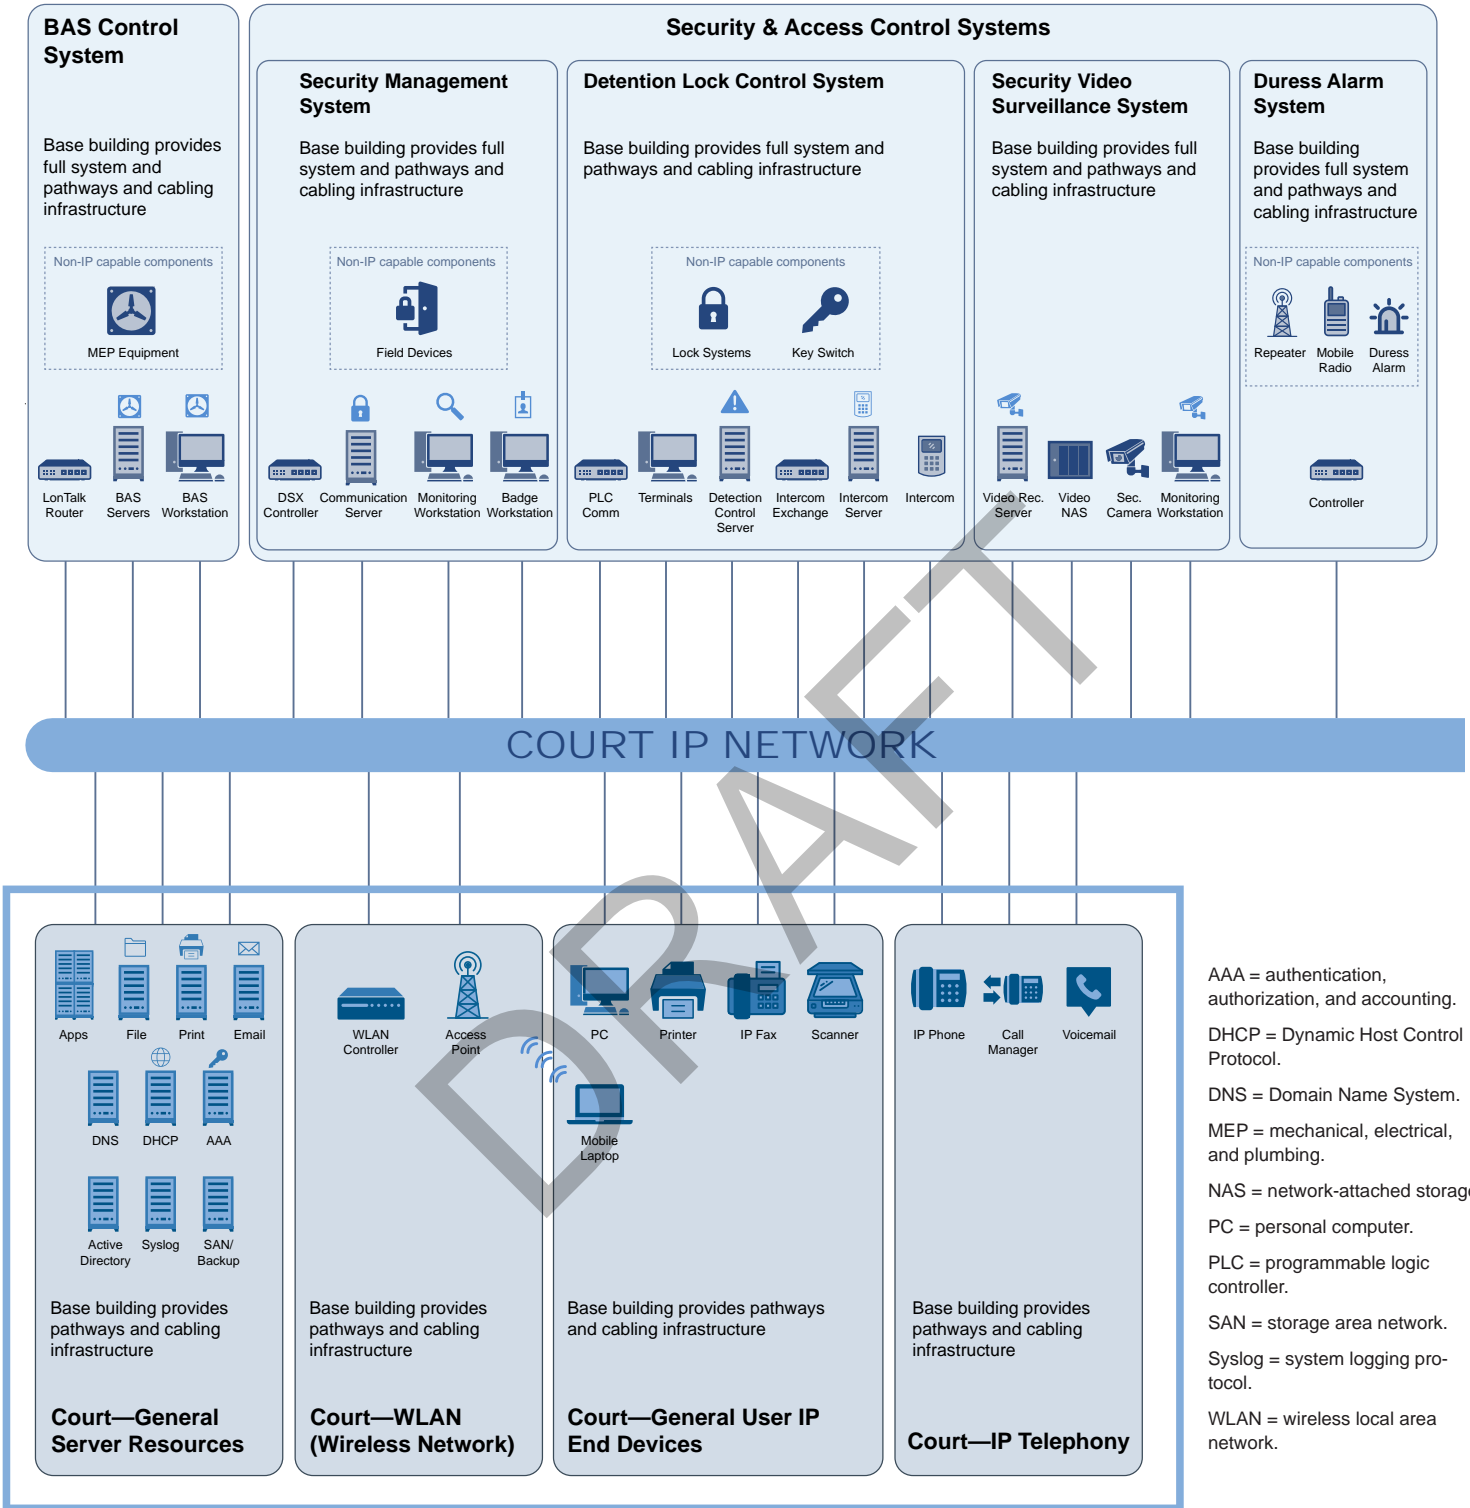 BAS Control
System
Base building provides
full system and
pathways and cabling
infrastructure
Non-IP capable components
MEP Equipment
LonTalk
Router
BAS
Servers
BAS
Workstation
Security & Access Control Systems
Security Management
System
Base building provides full
system and pathways and
cabling infrastructure
Non-IP capable components
Field Devices
DSX
Controller
Communication
Server
Monitoring
Workstation
Badge
Workstation
Detention Lock Control System
Base building provides full system and
pathways and cabling infrastructure
Non-IP capable components
Lock Systems
Key Switch
PLC
Comm
Terminals
Detection
Control
Server
Intercom
Exchange
Intercom
Server
Intercom
Security Video
Surveillance System
Base building provides full
system and pathways and
cabling infrastructure
Video Rec.
Server
Video
NAS
Sec.
Camera
Monitoring
Workstation
Duress Alarm
System
Base building
provides full system
and pathways and
cabling infrastructure
Non-IP capable components
Repeater
Mobile
Radio
Duress
Alarm
Controller
COURT IP NETWORK
DRAFT
Apps
File
Print
Email
DNS
DHCP
AAA
Active
Directory
Syslog
SAN/
Backup
Base building provides
pathways and cabling
infrastructure
Court—General
Server Resources
WLAN
Controller
Access
Point
Base building provides
pathways and cabling
infrastructure
Court—WLAN
(Wireless Network)
PC
Printer
IP Fax
Scanner
Mobile
Laptop
Base building provides pathways
and cabling infrastructure
Court—General User IP
End Devices
IP Phone
Call
Manager
Voicemail
Base building provides
pathways and cabling
infrastructure
Court—IP Telephony
AAA = authentication,
authorization, and accounting.
DHCP = Dynamic Host Control
Protocol.
DNS = Domain Name System.
MEP = mechanical, electrical,
and plumbing.
NAS = network-attached storage
PC = personal computer.
PLC = programmable logic
controller.
SAN = storage area network.
Syslog = system logging pro-
tocol.
WLAN = wireless local area
network.